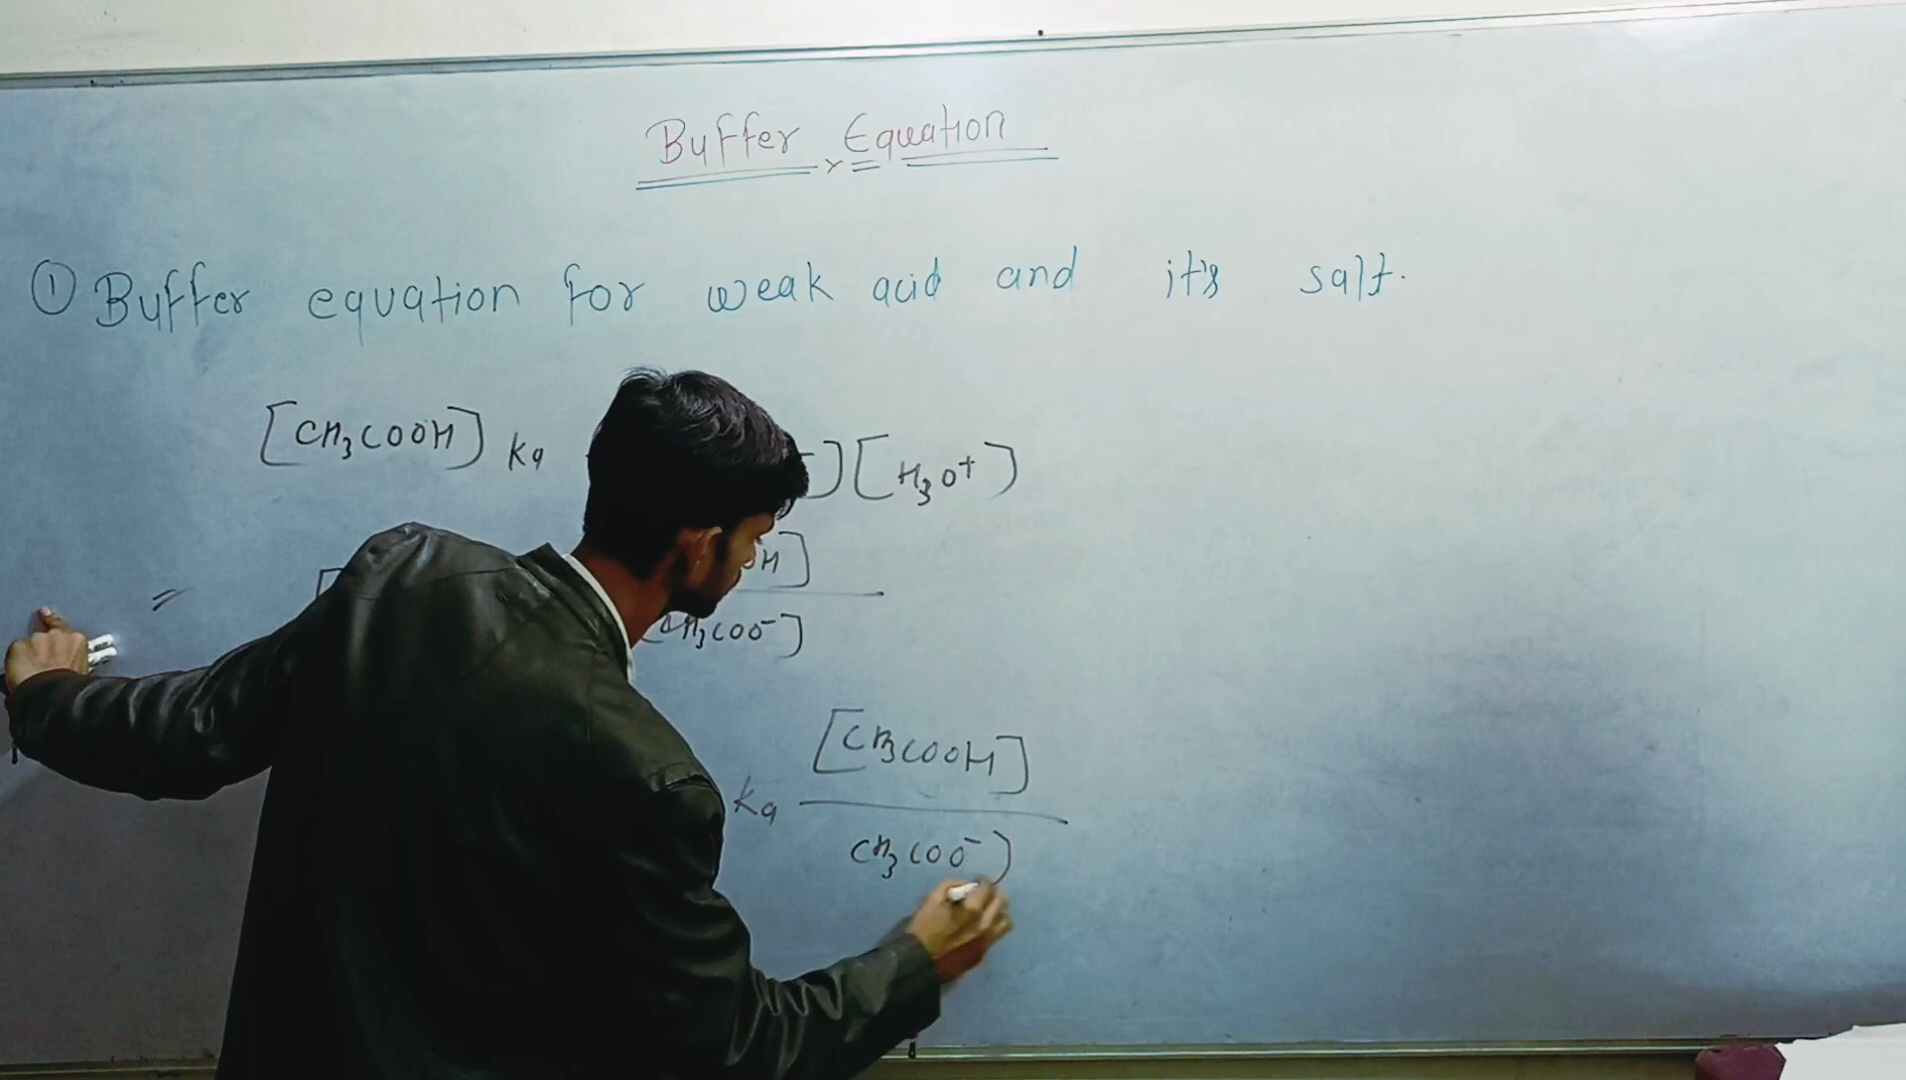 Buffer Equation
① Buffer equation for weak acid and it's salt.
[CH₃COOH] Ka ][H₃O⁺]
= H]
[CH₃COO⁻]
[CH₃COOH]
Ka
CH₃COO⁻]